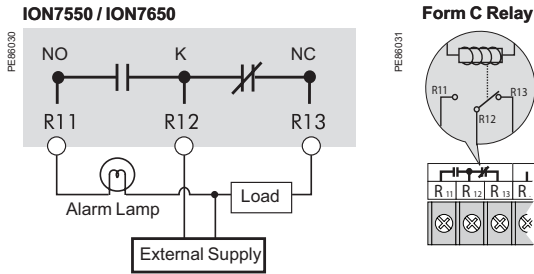 ION7550 / ION7650
PE86030
NO K NC
R11 R12 R13
Alarm Lamp
Load
External Supply
Form C Relay
PE86031
R11 R13
R12
R 11 R 12 R 13 R